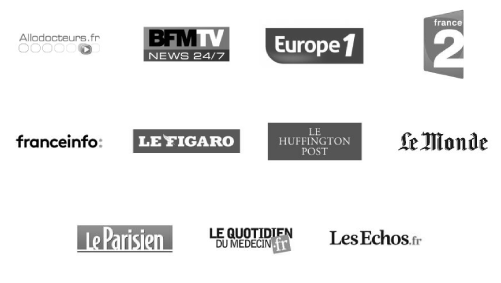 Allodocteurs.fr
BFMTV
NEWS 24/7
Europe 1
france
2
franceinfo:
LE FIGARO
LE
HUFFINGTON
POST
Le Monde
Le Parisien
LE QUOTIDIEN
DU MEDECIN.fr
LesEchos.fr